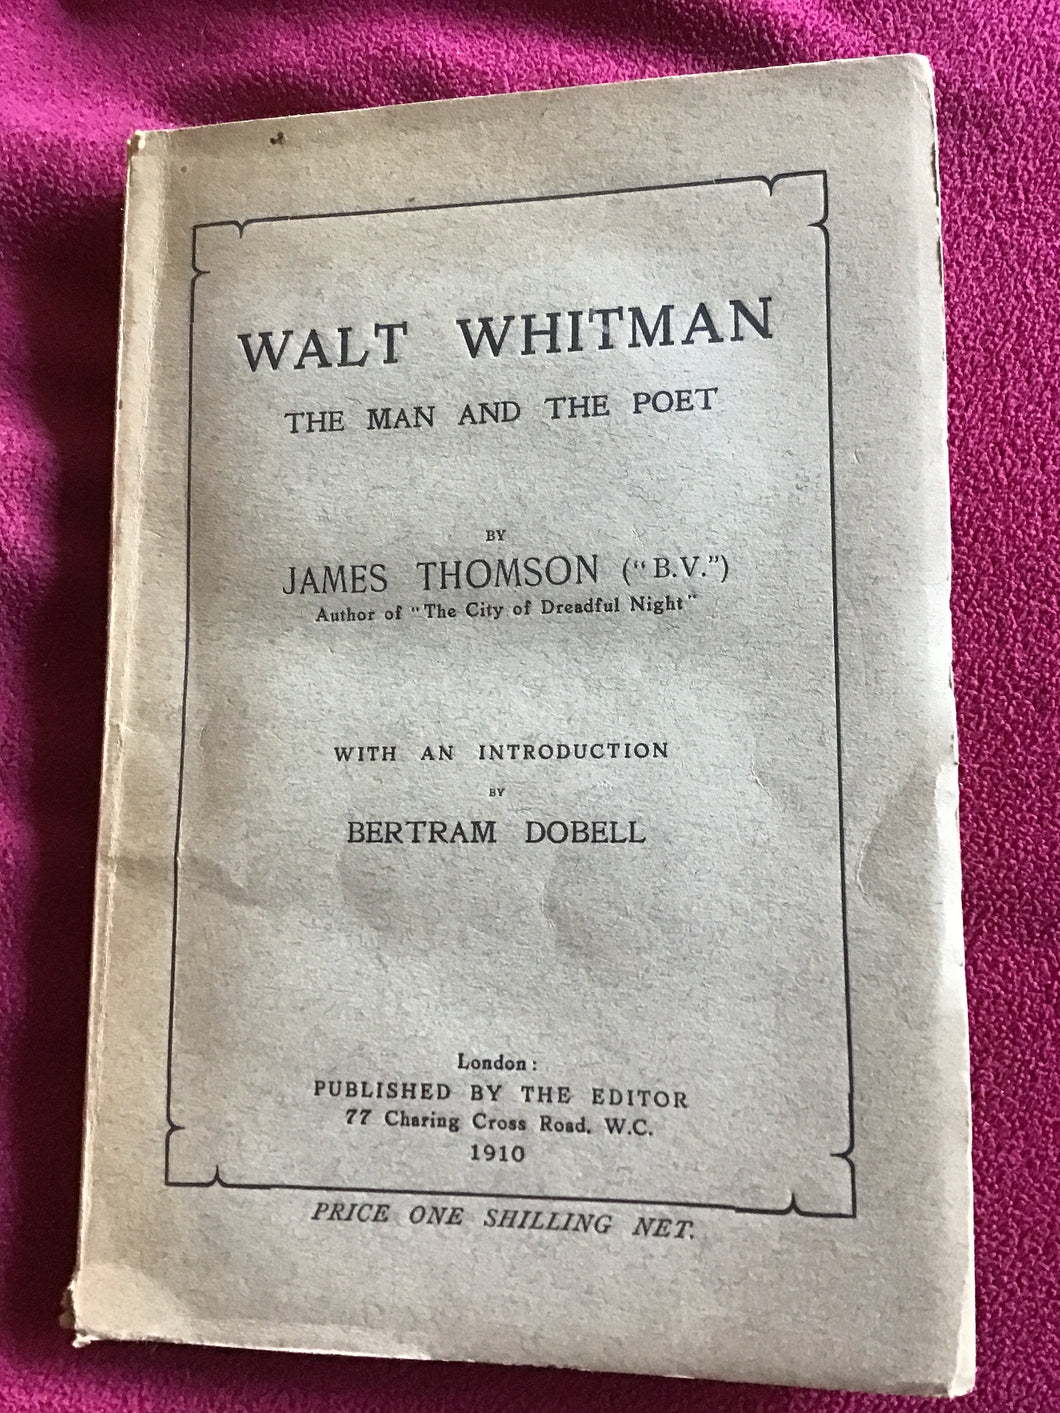 WALT WHITMAN
THE MAN AND THE POET
BY
JAMES THOMSON ("B.V.")
Author of "The City of Dreadful Night"
WITH AN INTRODUCTION
BY
BERTRAM DOBELL
London:
PUBLISHED BY THE EDITOR
77 Charing Cross Road, W.C.
1910
PRICE ONE SHILLING NET.